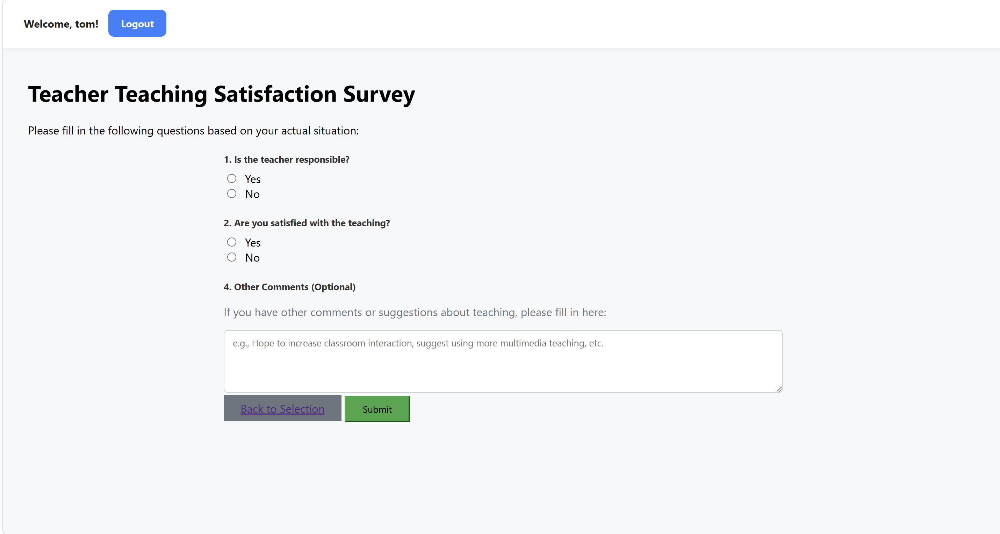 Welcome, tom!
Logout
Teacher Teaching Satisfaction Survey
Please fill in the following questions based on your actual situation:
1. Is the teacher responsible?
Yes
No
2. Are you satisfied with the teaching?
Yes
No
4. Other Comments (Optional)
If you have other comments or suggestions about teaching, please fill in here:
e.g., Hope to increase classroom interaction, suggest using more multimedia teaching, etc.
Back to Selection
Submit